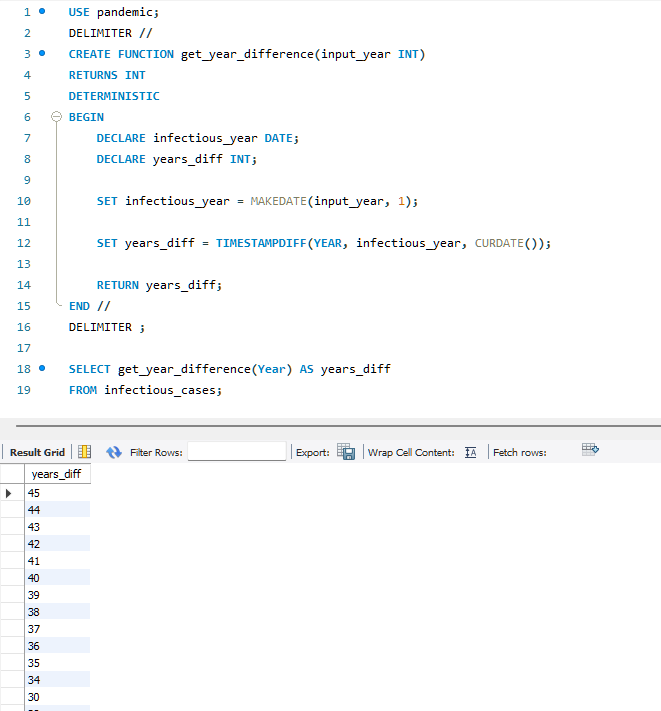 1 USE pandemic;
2 DELIMITER //
3 CREATE FUNCTION get_year_difference(input_year INT)
4 RETURNS INT
5 DETERMINISTIC
6 BEGIN
7 DECLARE infectious_year DATE;
8 DECLARE years_diff INT;
9
10 SET infectious_year = MAKEDATE(input_year, 1);
11
12 SET years_diff = TIMESTAMPDIFF(YEAR, infectious_year, CURDATE());
13
14 RETURN years_diff;
15 END //
16 DELIMITER ;
17
18 SELECT get_year_difference(Year) AS years_diff
19 FROM infectious_cases;
Result Grid Filter Rows: Export: Wrap Cell Content: Fetch rows:
years_diff
45
44
43
42
41
40
39
38
37
36
35
34
30